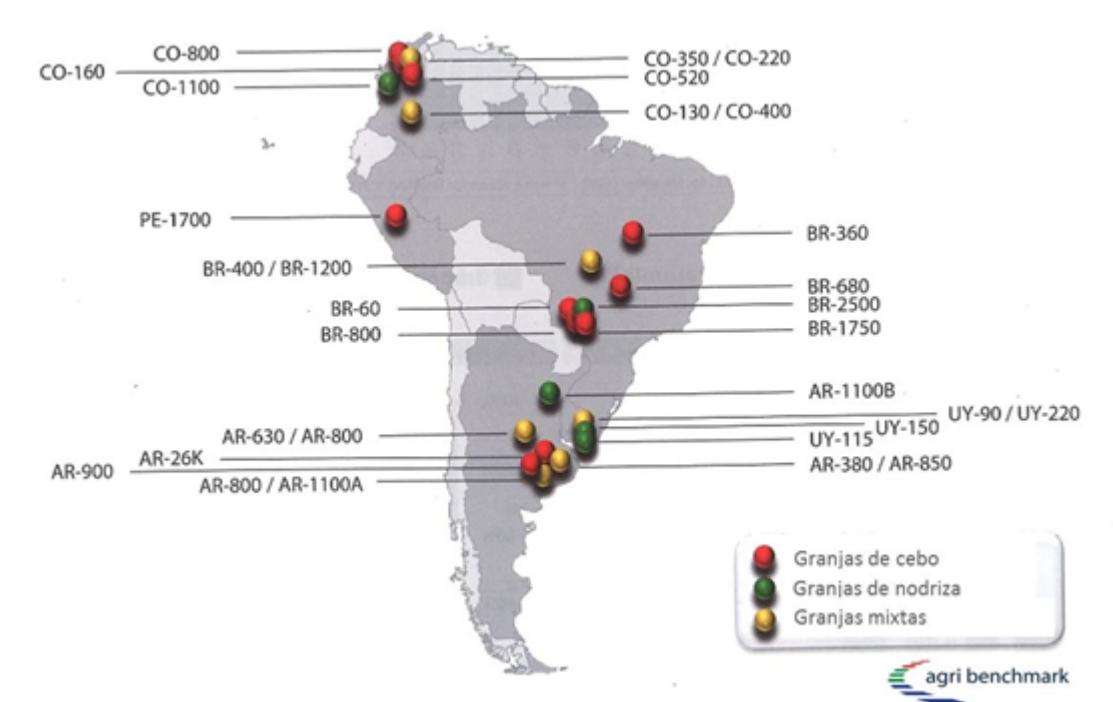 CO-800
CO-350 / CO-220
CO-160
CO-520
CO-1100
CO-130 / CO-400
PE-1700
BR-360
BR-400 / BR-1200
BR-680
BR-60
BR-2500
BR-800
BR-1750
AR-1100B
UY-90 / UY-220
UY-150
AR-630 / AR-800
UY-115
AR-26K
AR-380 / AR-850
AR-900
AR-800 / AR-1100A
Granjas de cebo
Granjas de nodriza
Granjas mixtas
agri benchmark